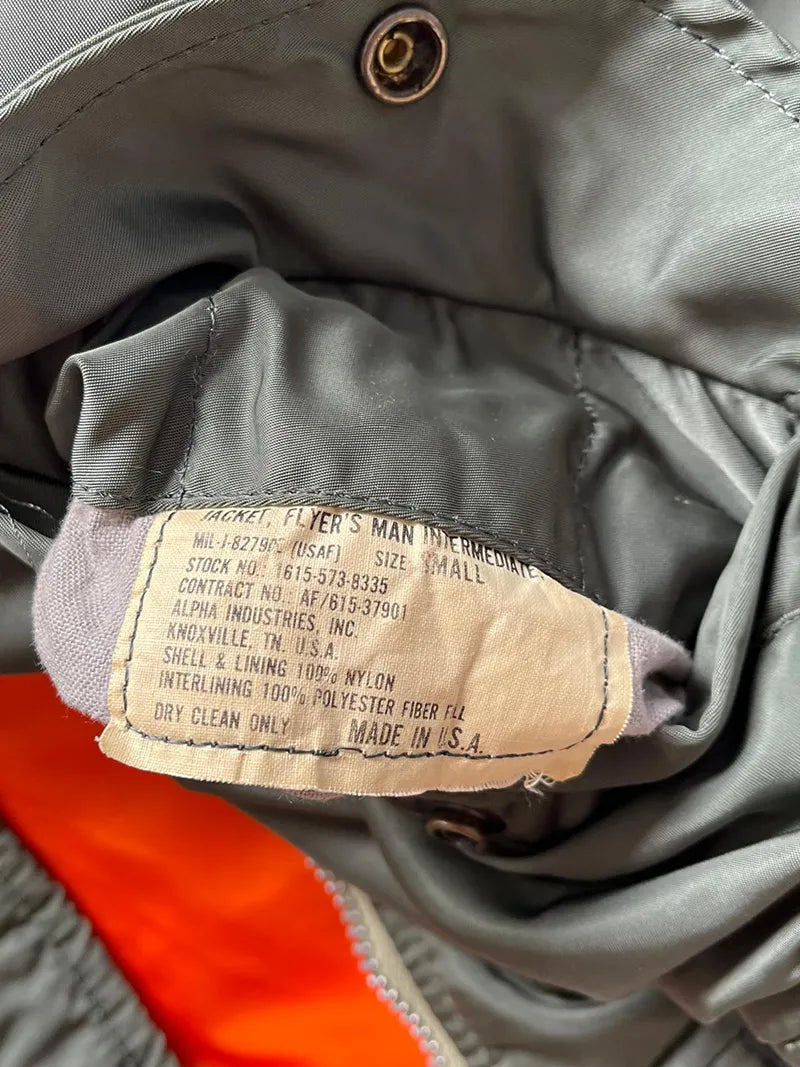 JACKET, FLYER'S MAN INTERMEDIATE
MIL-J-8279 (USAF) SIZE SMALL
STOCK NO. 1615-573-8335
CONTRACT NO. AF/615-37901
ALPHA INDUSTRIES, INC.
KNOXVILLE, TN. U.S.A.
SHELL & LINING 100% NYLON
INTERLINING 100% POLYESTER FIBER FILL
DRY CLEAN ONLY MADE IN U.S.A.